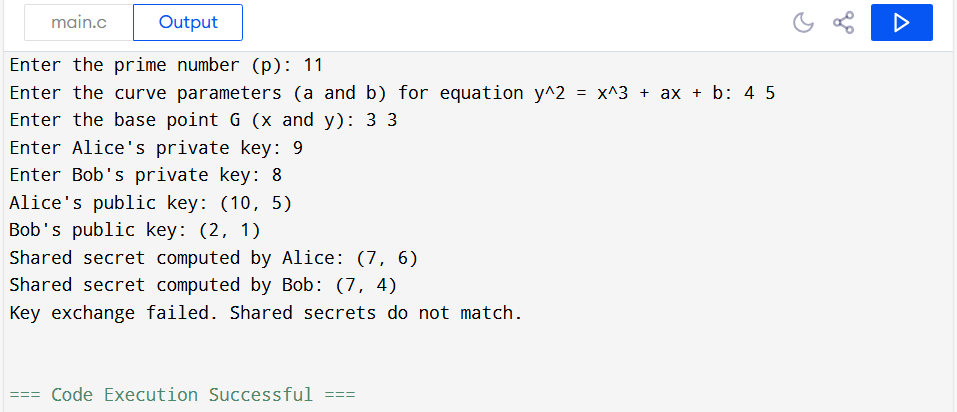 main.c Output
Enter the prime number (p): 11
Enter the curve parameters (a and b) for equation y^2 = x^3 + ax + b: 4 5
Enter the base point G (x and y): 3 3
Enter Alice's private key: 9
Enter Bob's private key: 8
Alice's public key: (10, 5)
Bob's public key: (2, 1)
Shared secret computed by Alice: (7, 6)
Shared secret computed by Bob: (7, 4)
Key exchange failed. Shared secrets do not match.
=== Code Execution Successful ===